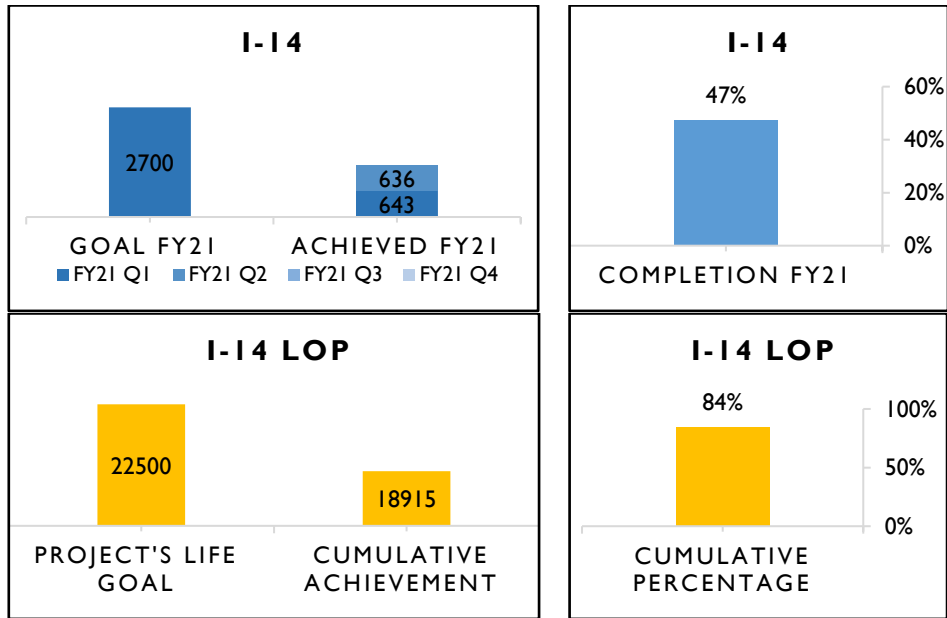 I-14
2700
636
643
GOAL FY21
ACHIEVED FY21
FY21 Q1
FY21 Q2
FY21 Q3
FY21 Q4
I-14
47%
60%
40%
20%
0%
COMPLETION FY21
I-14 LOP
22500
18915
PROJECT'S LIFE
GOAL
CUMULATIVE
ACHIEVEMENT
I-14 LOP
84%
100%
50%
0%
CUMULATIVE
PERCENTAGE